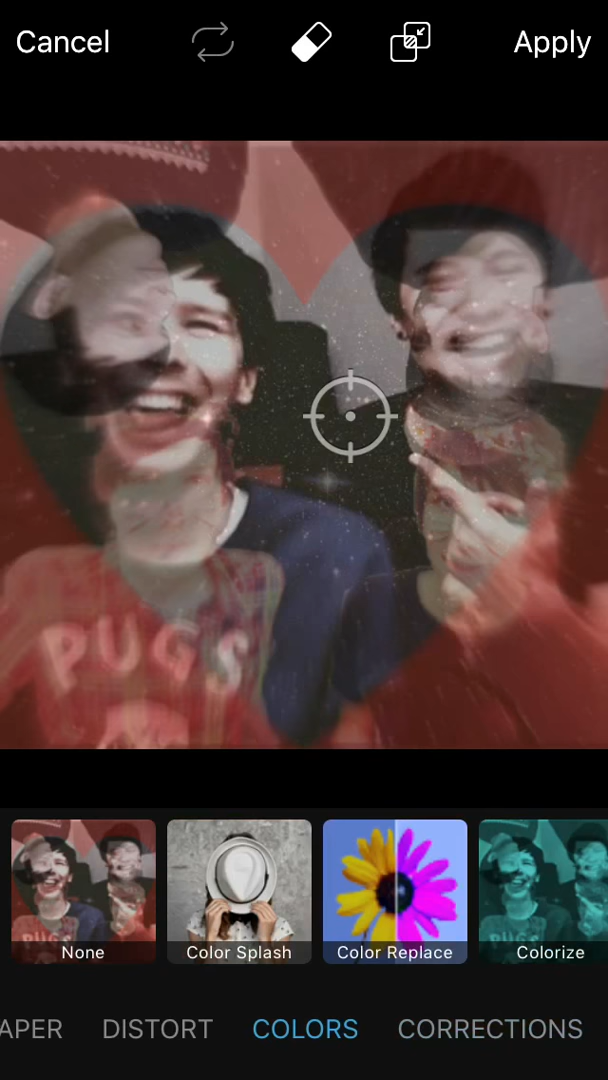 Cancel
Apply
PUGS
None
Color Splash
Color Replace
Colorize
APER
DISTORT
COLORS
CORRECTIONS